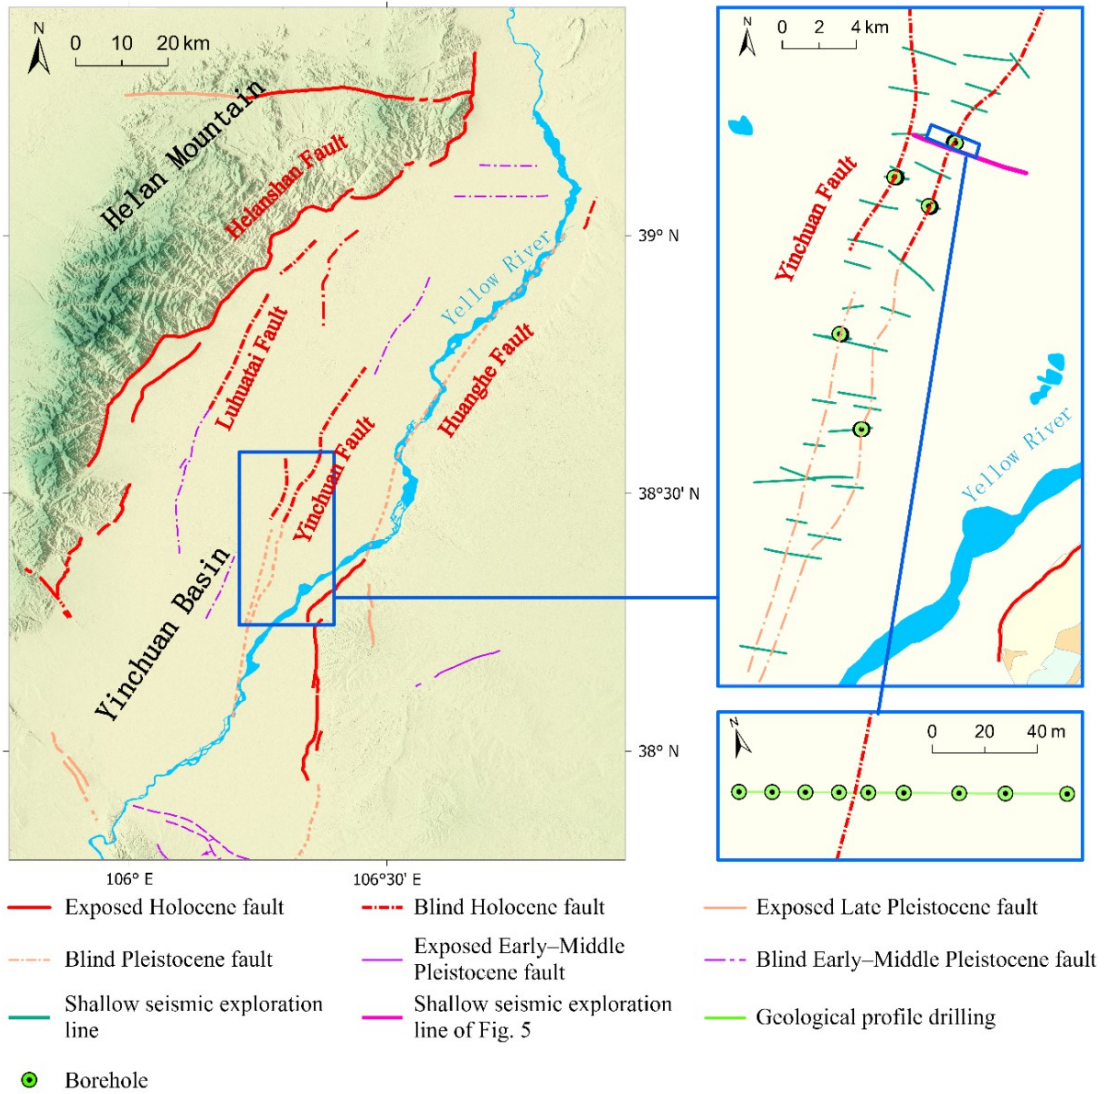 N
0 10 20 km
Helan Mountain
Helanshan Fault
39° N
Yellow River
Luhuatai Fault
Huanghe Fault
Yinchuan Fault
38°30' N
Yinchuan Basin
38° N
106° E
106°30' E
N
0 2 4 km
Yinchuan Fault
Yellow River
N
0 20 40 m
Exposed Holocene fault
Blind Holocene fault
Exposed Late Pleistocene fault
Blind Pleistocene fault
Exposed Early–Middle
Pleistocene fault
Blind Early–Middle Pleistocene fault
Shallow seismic exploration
line
Shallow seismic exploration
line of Fig. 5
Geological profile drilling
Borehole